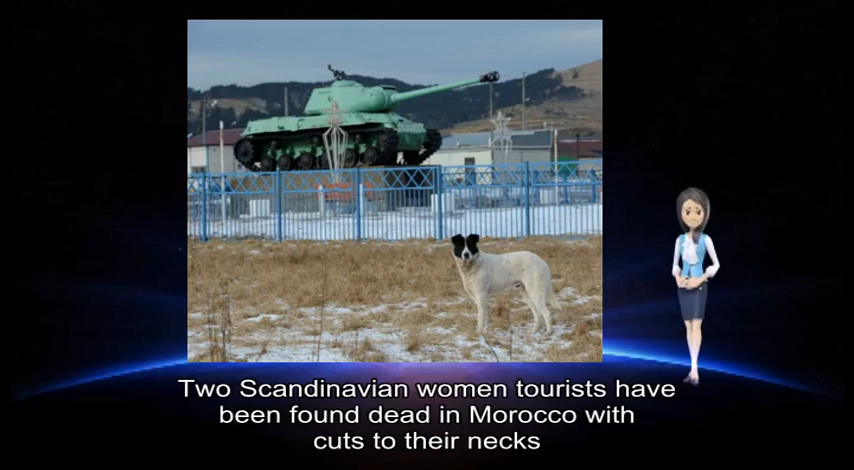 Two Scandinavian women tourists have
been found dead in Morocco with
cuts to their necks